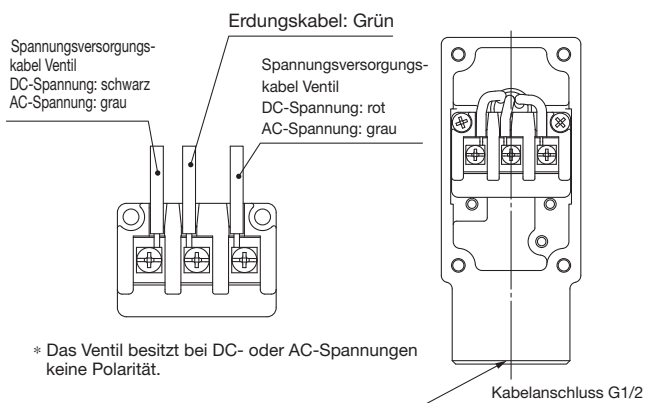 Erdungskabel: Grün
Spannungsversorgungs-
kabel Ventil
DC-Spannung: schwarz
AC-Spannung: grau
Spannungsversorgungs-
kabel Ventil
DC-Spannung: rot
AC-Spannung: grau
* Das Ventil besitzt bei DC- oder AC-Spannungen
keine Polarität.
Kabelanschluss G1/2